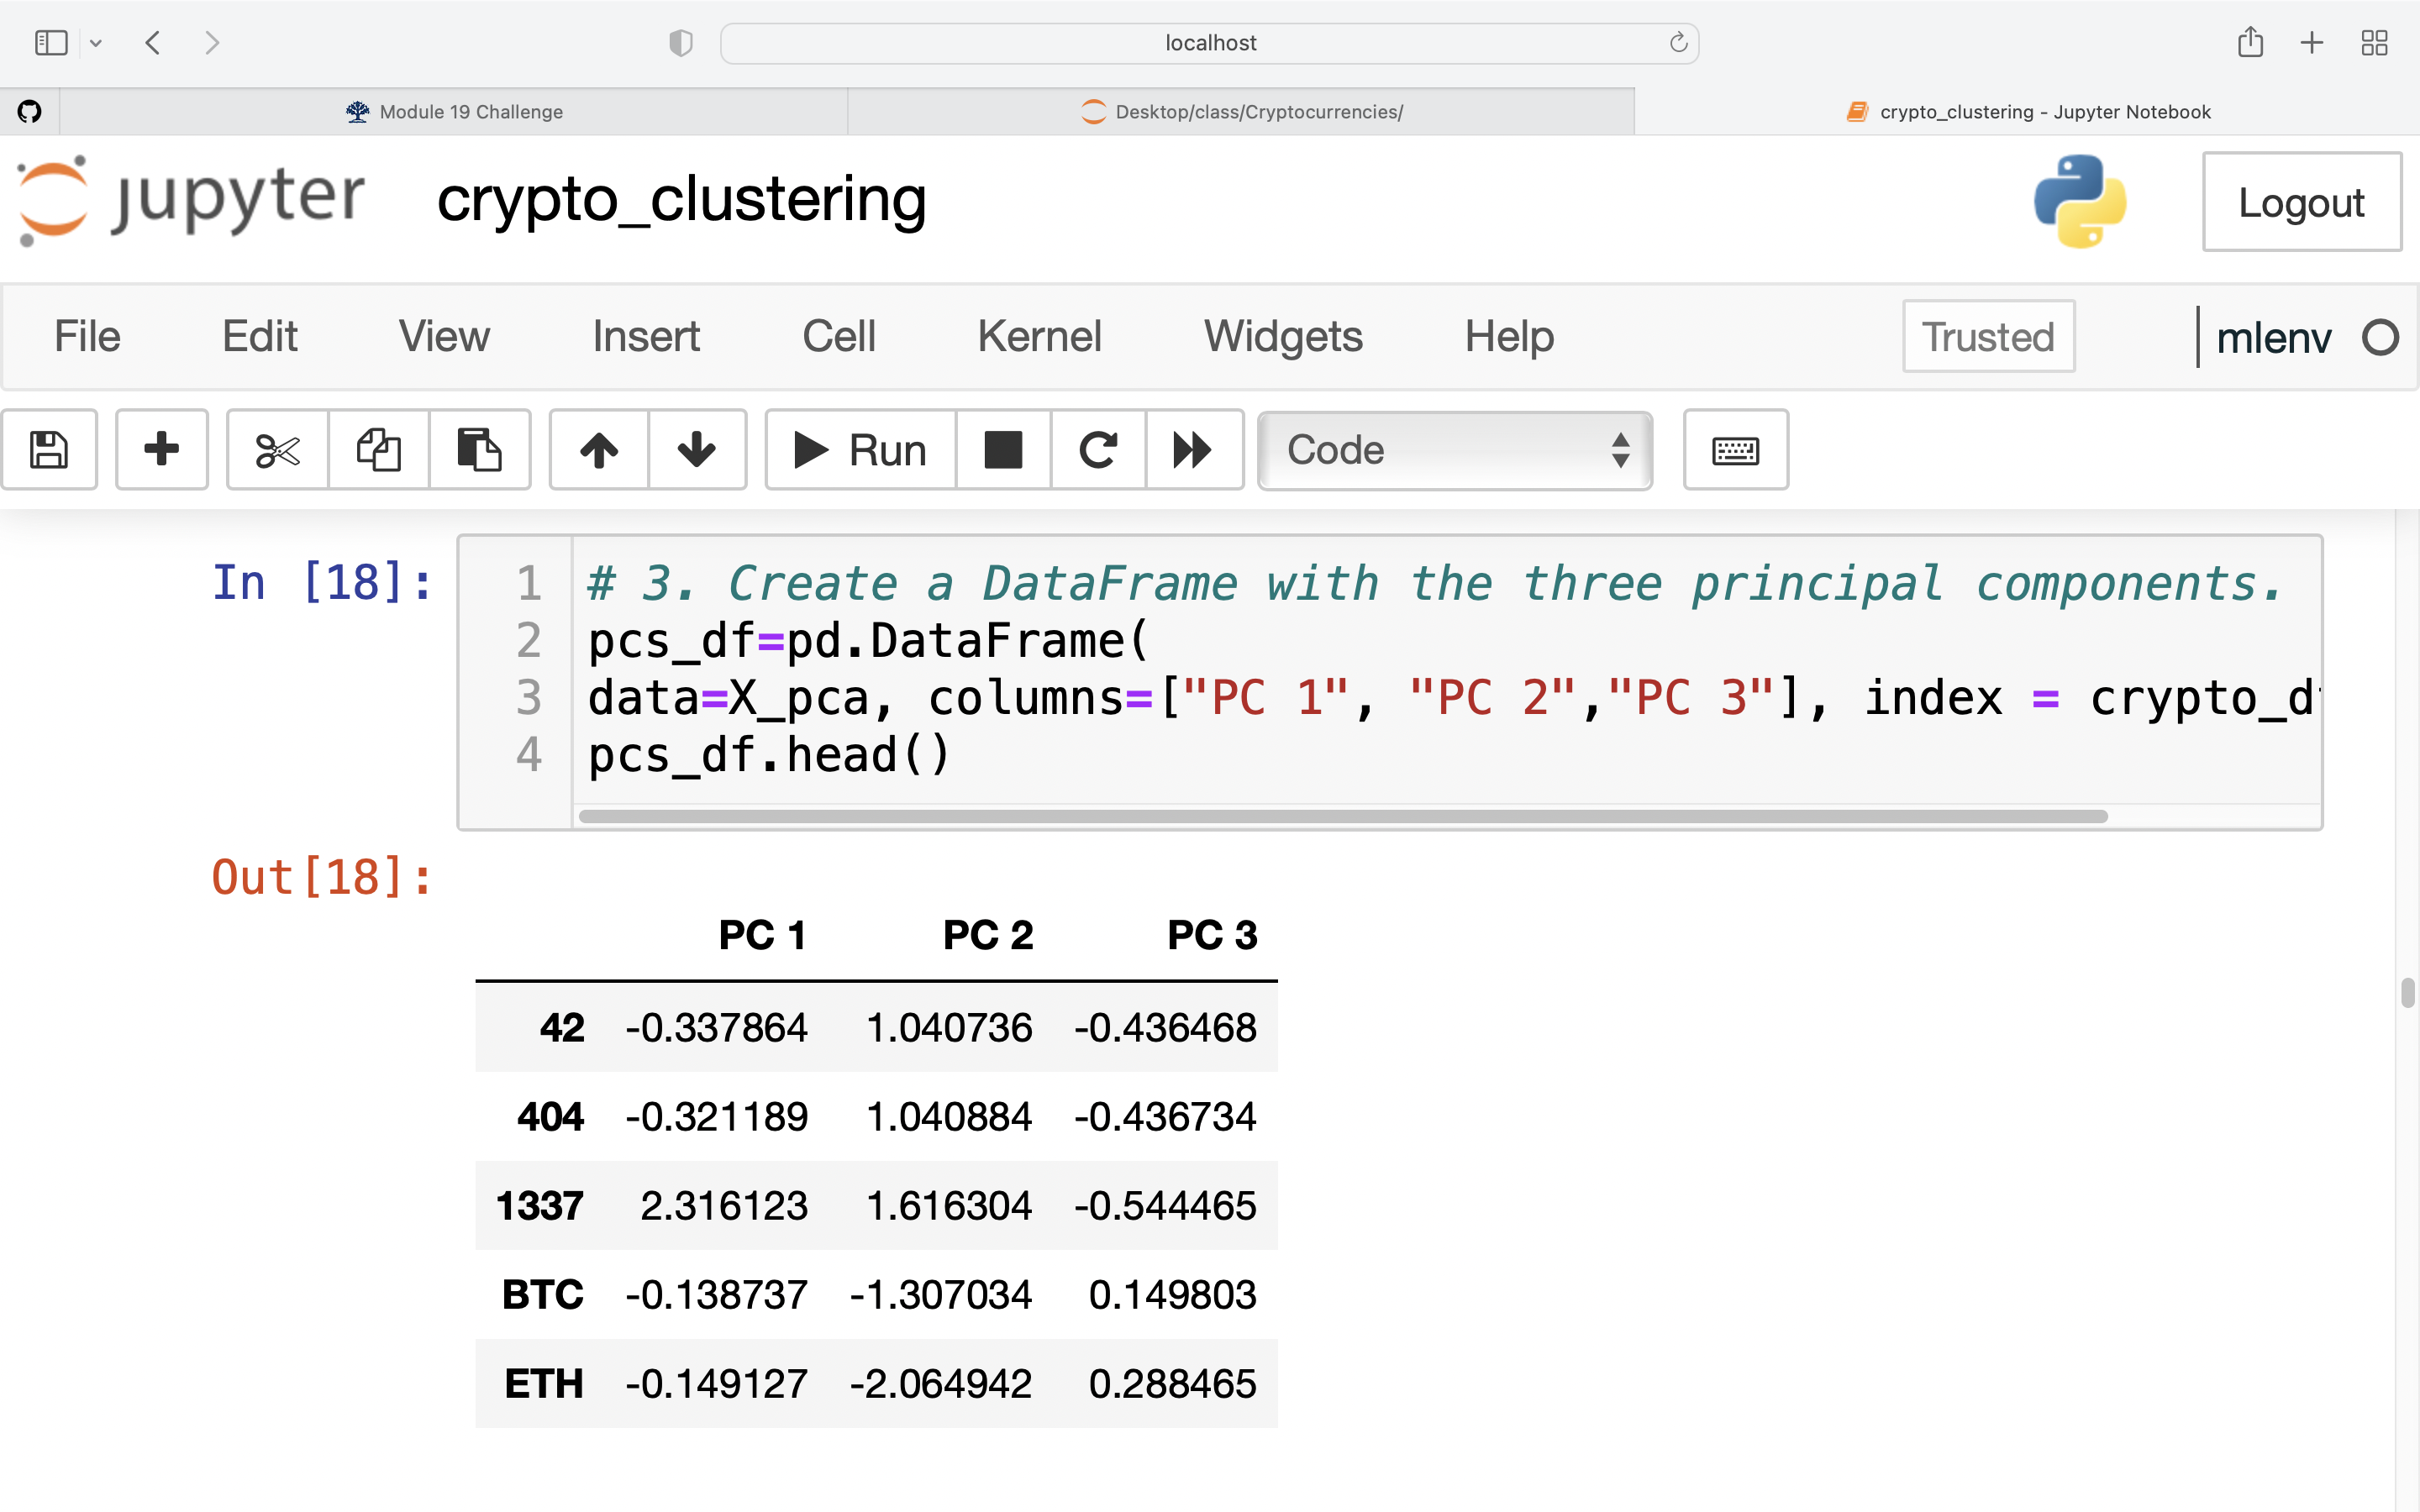 localhost
Module 19 Challenge
Desktop/class/Cryptocurrencies/
crypto_clustering - Jupyter Notebook
jupyter crypto_clustering
Logout
File Edit View Insert Cell Kernel Widgets Help Trusted mlenv
Run Code
In [18]:
1 # 3. Create a DataFrame with the three principal components.
2 pcs_df=pd.DataFrame(
3 data=X_pca, columns=["PC 1", "PC 2","PC 3"], index = crypto_d
4 pcs_df.head()
Out[18]:
PC 1 PC 2 PC 3
42 -0.337864 1.040736 -0.436468
404 -0.321189 1.040884 -0.436734
1337 2.316123 1.616304 -0.544465
BTC -0.138737 -1.307034 0.149803
ETH -0.149127 -2.064942 0.288465